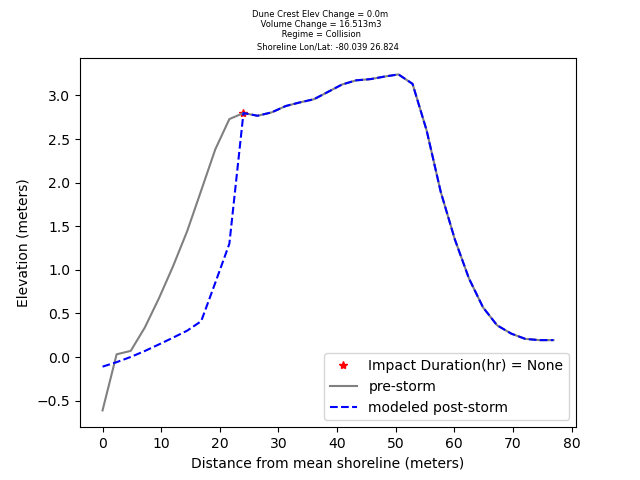 Dune Crest Elev Change = 0.0m
Volume Change = 16.513m3
Regime = Collision
Shoreline Lon/Lat: -80.039 26.824
Elevation (meters)
3.0
2.5
2.0
1.5
1.0
0.5
0.0
−0.5
Impact Duration(hr) = None
pre-storm
modeled post-storm
0 10 20 30 40 50 60 70 80
Distance from mean shoreline (meters)